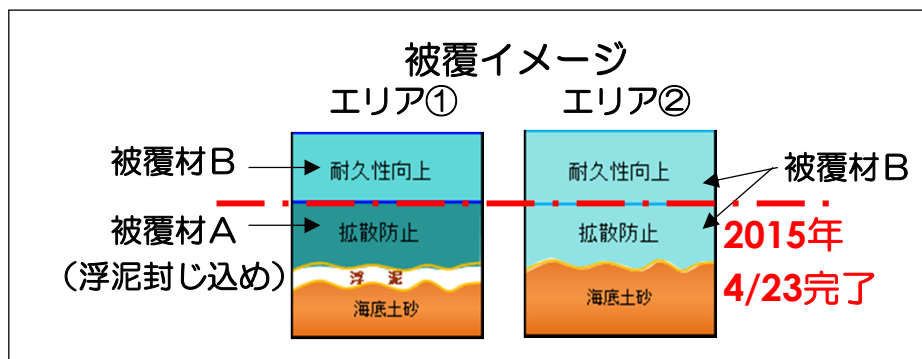 被覆イメージ
エリア①
エリア②
被覆材B
耐久性向上
耐久性向上
被覆材B
被覆材A
(浮泥封じ込め)
拡散防止
拡散防止
2015年
4/23完了
浮 泥
海底土砂
海底土砂